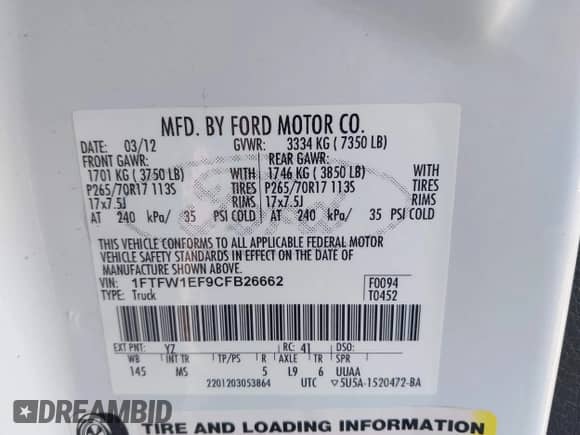 MFD. BY FORD MOTOR CO.
DATE: 03/12 GVWR: 3334 KG ( 7350 LB)
FRONT GAWR: REAR GAWR:
1701 KG ( 3750 LB) WITH 1746 KG ( 3850 LB) WITH
P265/70R17 113S TIRES P265/70R17 113S TIRES
17x7.5J RIMS 17x7.5J RIMS
AT 240 kPa/ 35 PSI COLD AT 240 kPa/ 35 PSI COLD
THIS VEHICLE CONFORMS TO ALL APPLICABLE FEDERAL MOTOR
VEHICLE SAFETY STANDARDS IN EFFECT ON THE DATE OF
MANUFACTURE SHOWN ABOVE.
VIN: 1FTFW1EF9CFB26662 F0094
TYPE: Truck T0452
EXT PNT: Y7 RC: 41 DSO:
WB INT TR TP/PS R AXLE TR SPR
145 MS 5 L9 6 UUAA
2201203053864 UTC ▽5U5A-1520472-BA
TIRE AND LOADING INFORMATION
DREAMBID